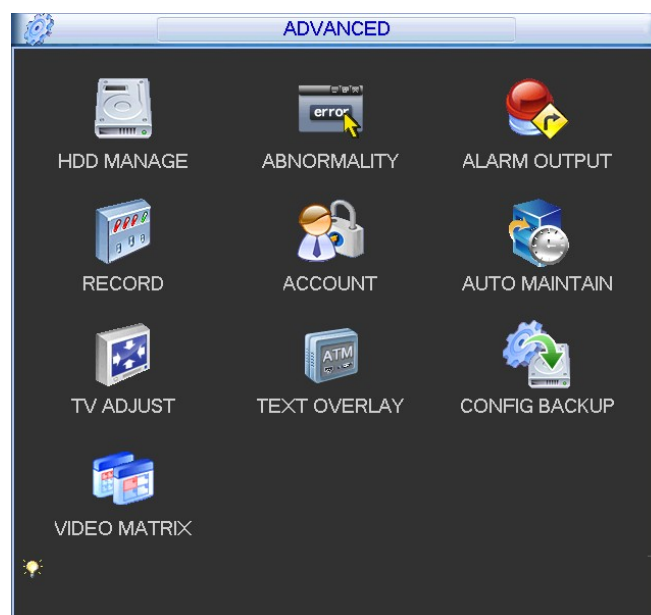 ADVANCED
error
HDD MANAGE
ABNORMALITY
ALARM OUTPUT
RECORD
ACCOUNT
AUTO MAINTAIN
ATM
TV ADJUST
TEXT OVERLAY
CONFIG BACKUP
VIDEO MATRIX